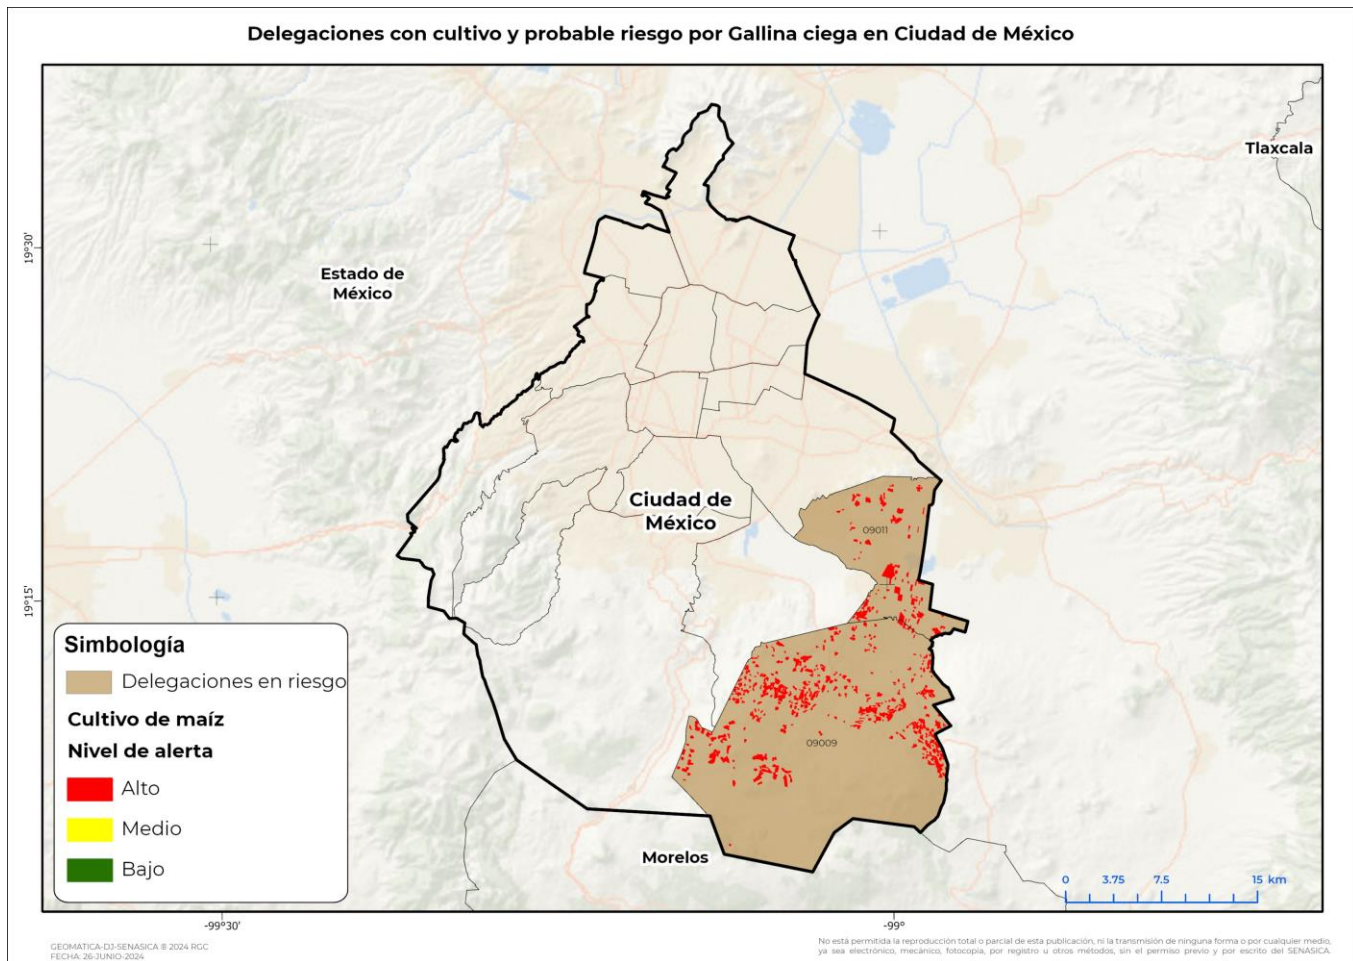 Delegaciones con cultivo y probable riesgo por Gallina ciega en Ciudad de México
Tlaxcala
19°30'
Estado de
México
Ciudad de
México
09011
19°15'
Simbología
Delegaciones en riesgo
Cultivo de maíz
Nivel de alerta
Alto
Medio
Bajo
09009
Morelos
0 3.75 7.5 15 km
-99°30' -99°
GEOMATICA-DJ-SENASICA ® 2024 RGC
FECHA: 26-JUNIO-2024
No está permitida la reproducción total o parcial de esta publicación, ni la transmisión de ninguna forma o por cualquier medio,
ya sea electrónico, mecánico, fotocopia, por registro u otros métodos, sin el permiso previo y por escrito del SENASICA.